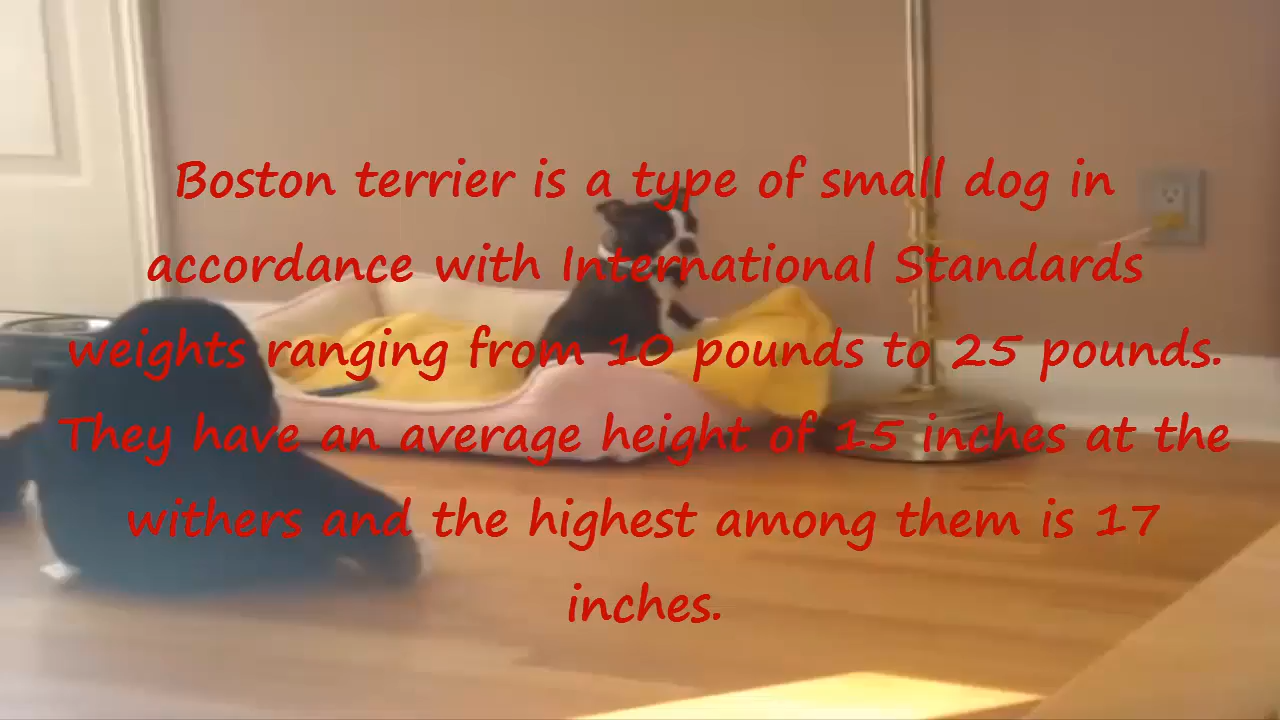 Boston terrier is a type of small dog in
accordance with International Standards
weights ranging from 10 pounds to 25 pounds.
They have an average height of 15 inches at the
withers and the highest among them is 17
inches.